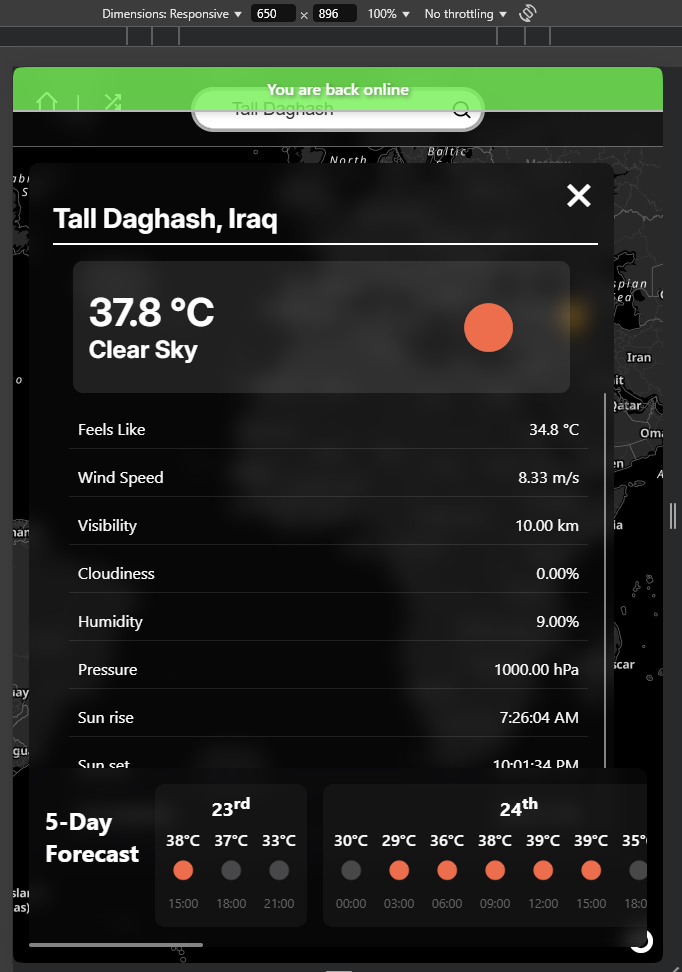 Dimensions: Responsive 650 × 896 100% No throttling
You are back online
Tall Daghash
North
Baltic
Moscow
Tall Daghash, Iraq
37.8 °C
Clear Sky
Iran
Feels Like 34.8 °C
Wind Speed 8.33 m/s
Visibility 10.00 km
Cloudiness 0.00%
Humidity 9.00%
Pressure 1000.00 hPa
Sun rise 7:26:04 AM
Sun set 10:01:34 PM
5-Day
Forecast
23rd
38°C 37°C 33°C
15:00 18:00 21:00
24th
30°C 29°C 36°C 38°C 39°C 39°C 35°
00:00 03:00 06:00 09:00 12:00 15:00 18:0